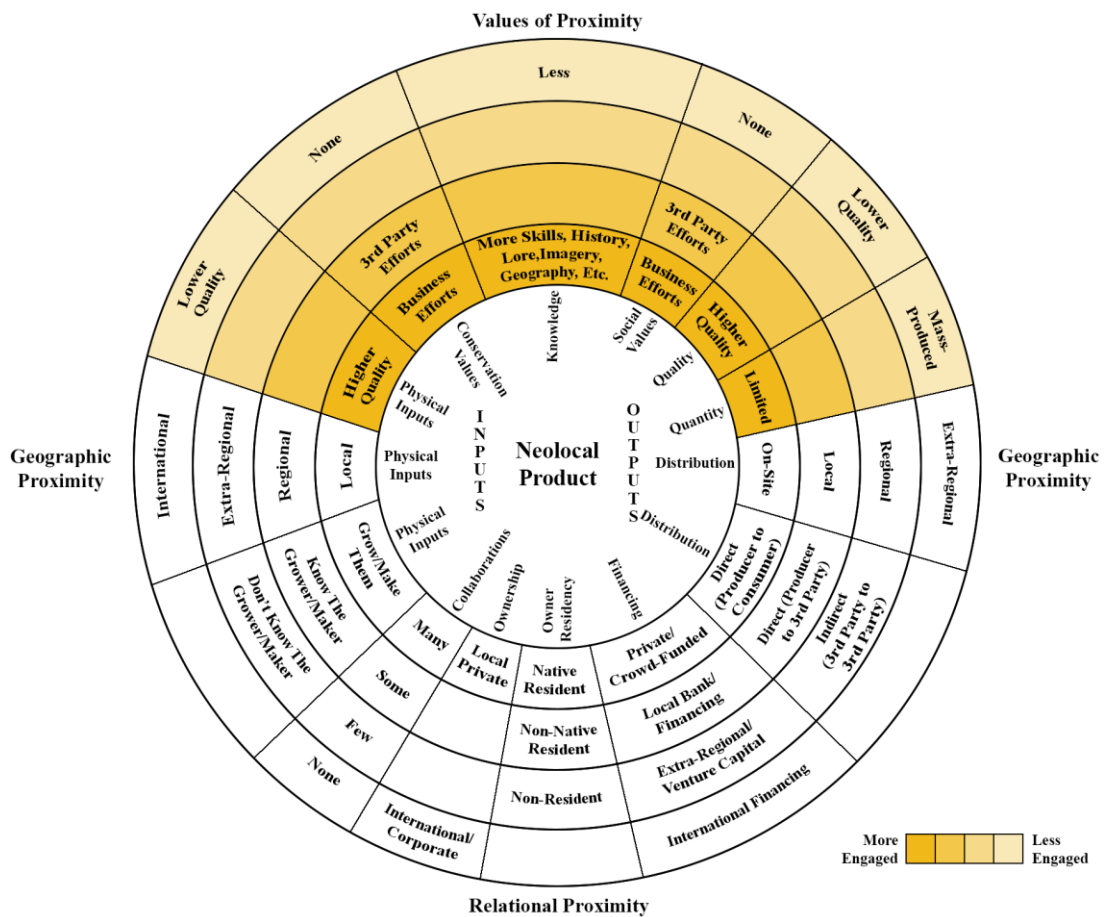 Values of Proximity
Less
None
None
Lower
Quality
Lower
Quality
Mass-
Produced
3rd Party
Efforts
3rd Party
Efforts
More Skills, History,
Lore,Imagery,
Geography, Etc.
Business
Efforts
Business
Efforts
Higher
Quality
Higher
Quality
Limited
Geographic
Proximity
International
Extra-Regional
Regional
Local
Physical
Inputs
Conservation
Values
Knowledge
Social
Values
Quality
Quantity
Physical
Inputs
INPUTS
Neolocal
Product
OUTPUTS
Distribution
On-Site
Local
Regional
Extra-Regional
Geographic
Proximity
Physical
Inputs
Collaborations
Ownership
Owner
Residency
Financing
Distribution
Grow/Make
Them
Know The
Grower/Maker
Don't Know The
Grower/Maker
Direct
(Producer to
Consumer)
Direct (Producer
to 3rd Party)
Indirect
(3rd Party to
3rd Party)
Many
Some
Few
None
Local
Private
International/
Corporate
Native
Resident
Non-Native
Resident
Non-Resident
Private/
Crowd-Funded
Local Bank/
Financing
Extra-Regional/
Venture Capital
International Financing
More
Engaged
Less
Engaged
Relational Proximity